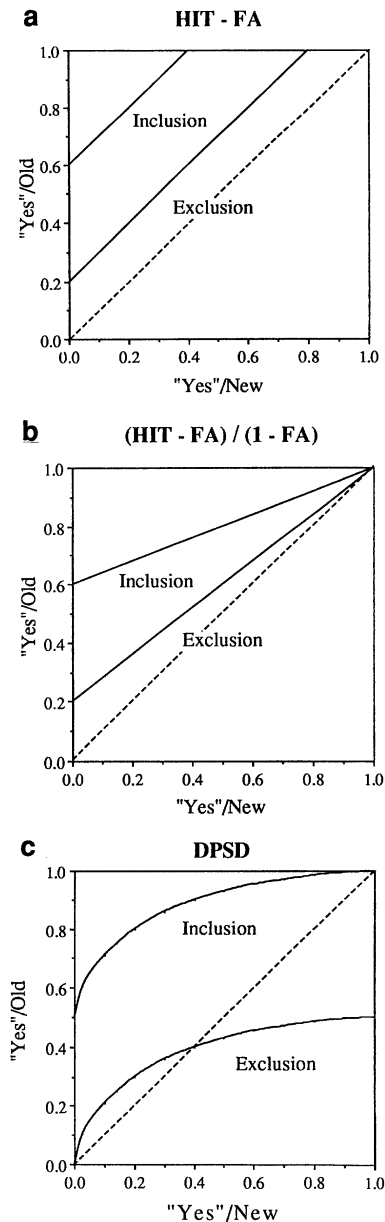 a
HIT - FA
1.0
0.8
0.6
0.4
0.2
0.0
"Yes"/Old
Inclusion
Exclusion
0.0 0.2 0.4 0.6 0.8 1.0
"Yes"/New
b
(HIT - FA) / (1 - FA)
1.0
0.8
0.6
0.4
0.2
0.0
"Yes"/Old
Inclusion
Exclusion
0.0 0.2 0.4 0.6 0.8 1.0
"Yes"/New
c
DPSD
1.0
0.8
0.6
0.4
0.2
0.0
"Yes"/Old
Inclusion
Exclusion
0.0 0.2 0.4 0.6 0.8 1.0
"Yes"/New